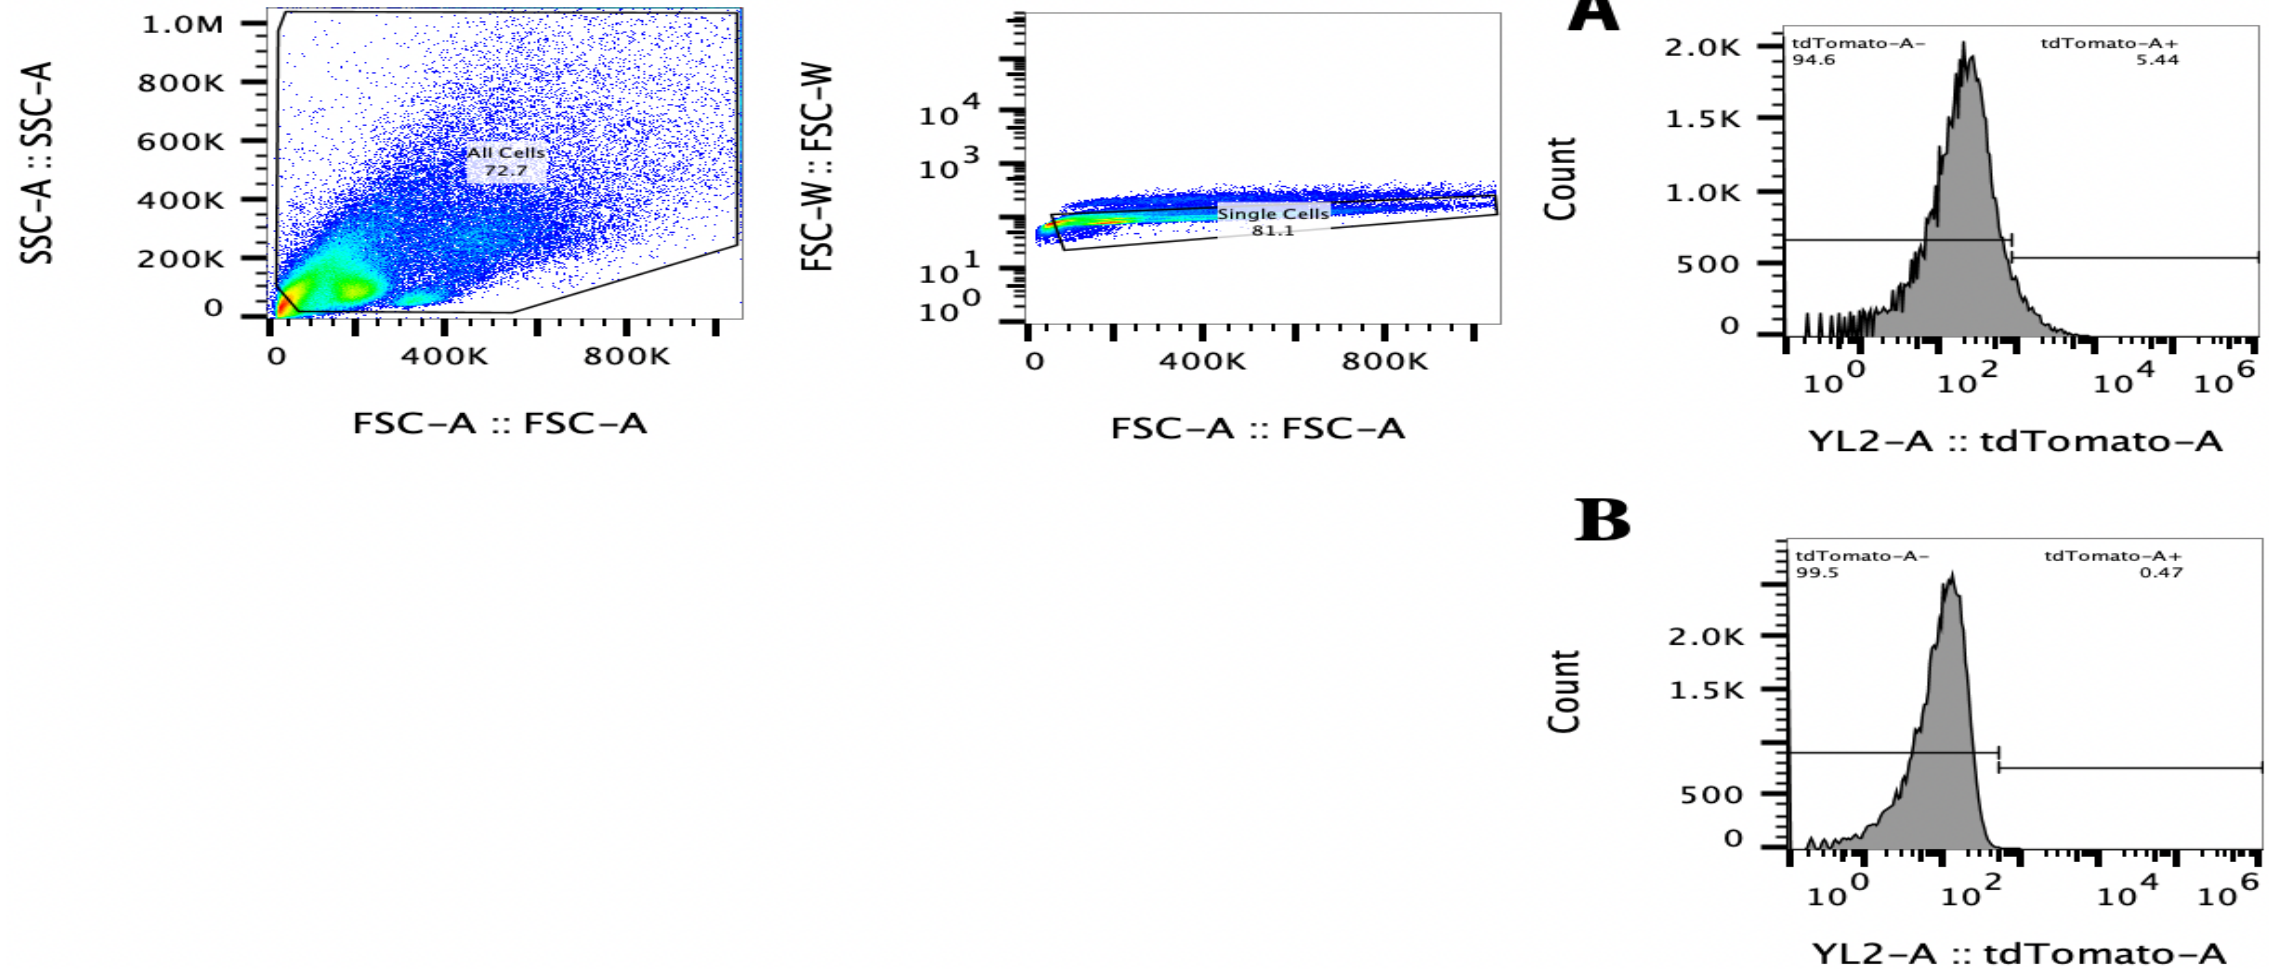 SSC-A :: SSC-A
1.0M
800K
600K
400K
200K
0
All Cells
72.7
0
400K
800K
FSC-A :: FSC-A
FSC-W :: FSC-W
10^4
10^3
10^1
10^0
Single Cells
81.1
0
400K
800K
FSC-A :: FSC-A
A
Count
2.0K
1.5K
1.0K
500
0
tdTomato-A-
94.6
tdTomato-A+
5.44
10^0
10^2
10^4
10^6
YL2-A :: tdTomato-A
B
Count
2.0K
1.5K
500
0
tdTomato-A-
99.5
tdTomato-A+
0.47
10^0
10^2
10^4
10^6
YL2-A :: tdTomato-A